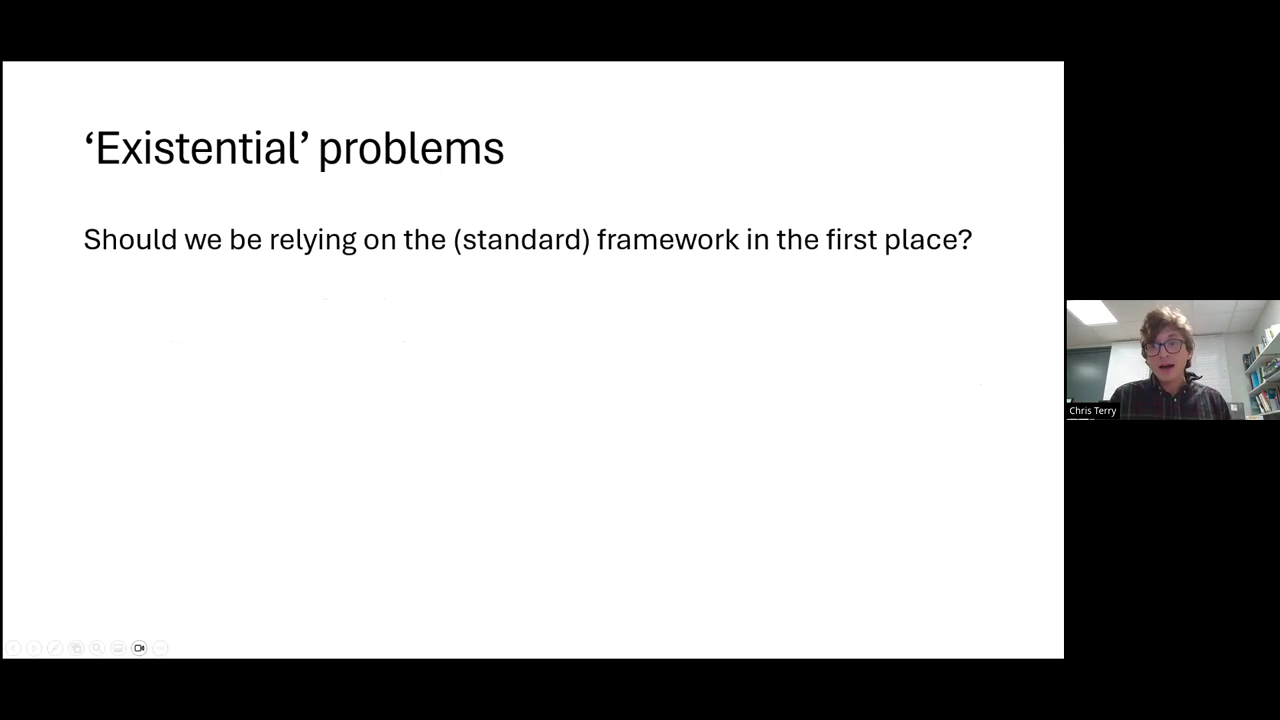 ‘Existential’ problems
Should we be relying on the (standard) framework in the first place?
Chris Terry